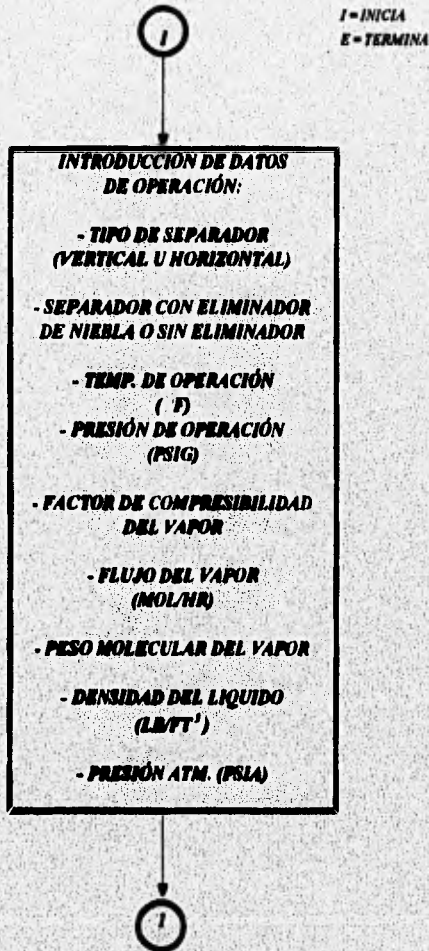 I = INICIA
E = TERMINA
I
INTRODUCCIÓN DE DATOS
DE OPERACIÓN:
- TIPO DE SEPARADOR
(VERTICAL U HORIZONTAL)
- SEPARADOR CON ELIMINADOR
DE NIEBLA O SIN ELIMINADOR
- TEMP. DE OPERACIÓN
( F)
- PRESIÓN DE OPERACIÓN
(PSIG)
- FACTOR DE COMPRESIBILIDAD
DEL VAPOR
- FLUJO DEL VAPOR
(MOL/HR)
- PESO MOLECULAR DEL VAPOR
- DENSIDAD DEL LIQUIDO
(LB/FT³)
- PRESIÓN ATM. (PSIA)
1